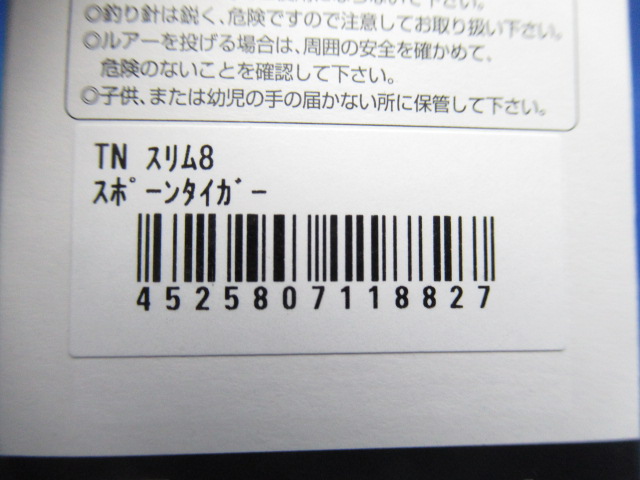 ◎釣り針は鋭く、危険ですので注意してお取り扱い下さい。
◎ルアーを投げる場合は、周囲の安全を確かめて、
危険のないことを確認して下さい。
◎子供、または幼児の手の届かない所に保管して下さい。
TN スリム8
スポーンタイガー
4525807118827